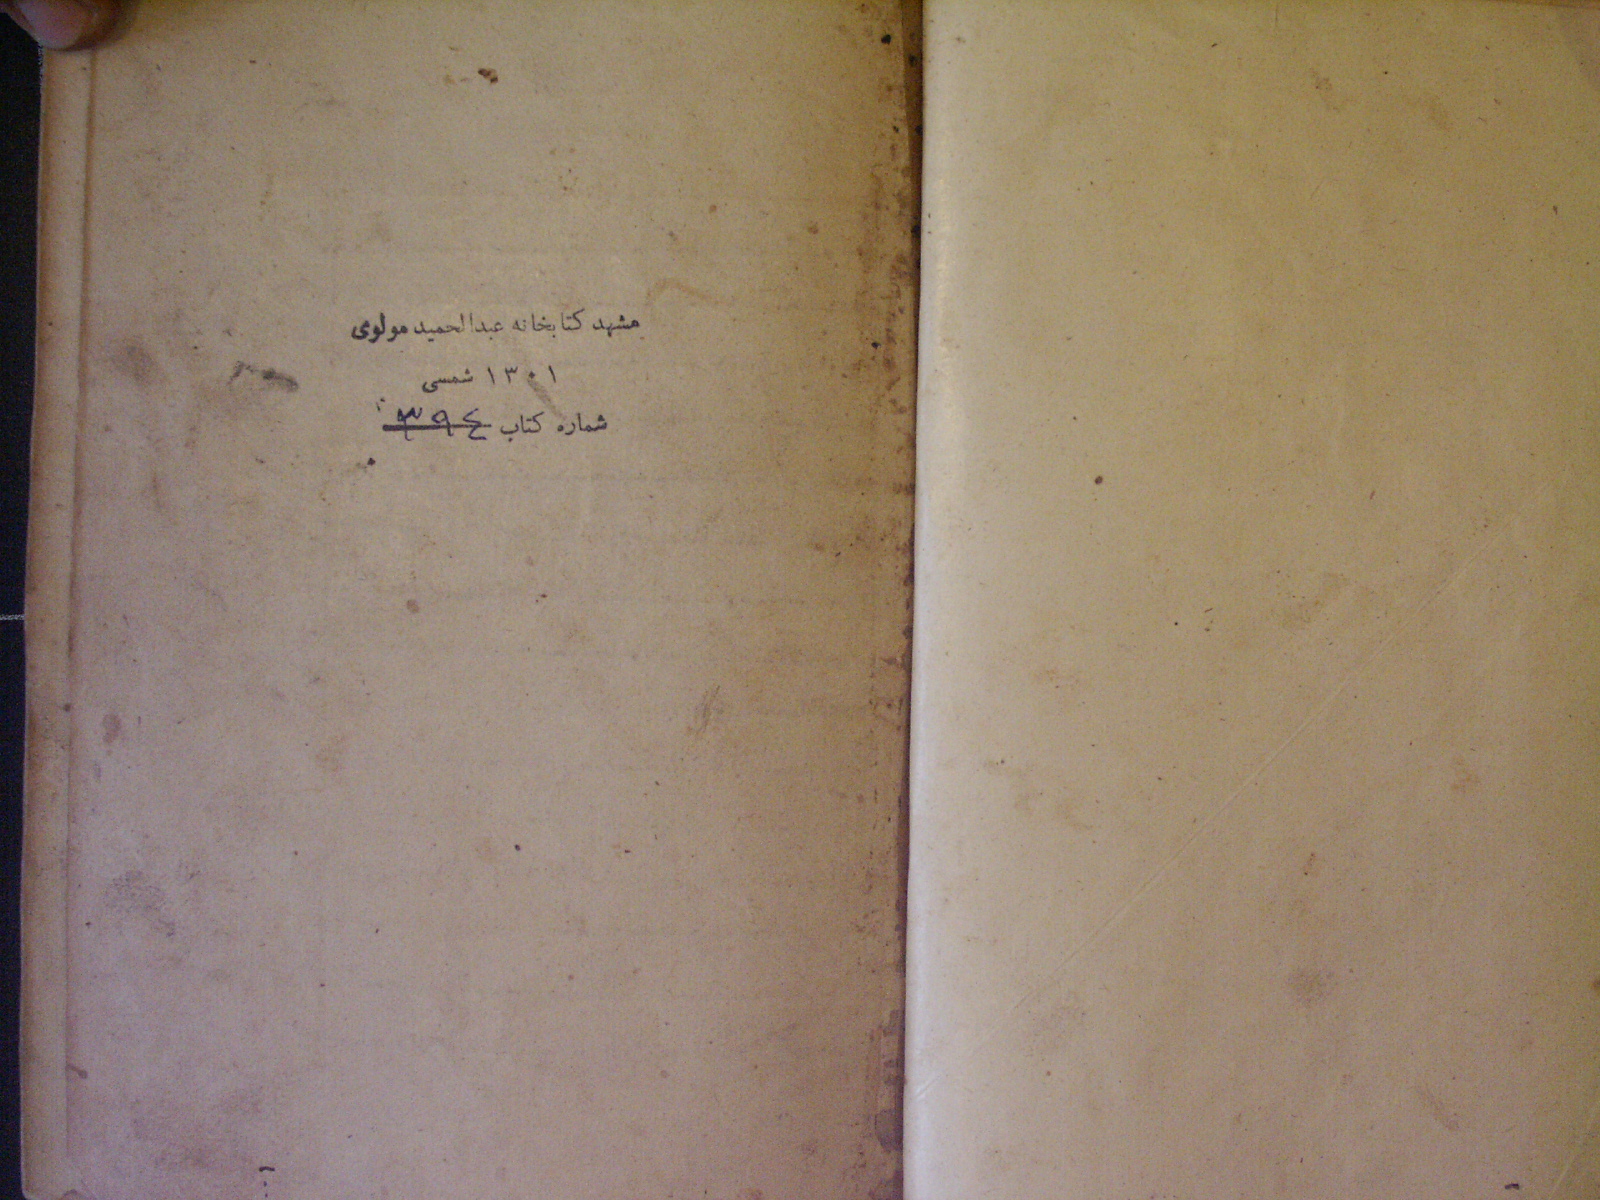 مشهد کتابخانه عبدالحمید مولوی
۱۳۰۱ شمسی
شماره کتاب